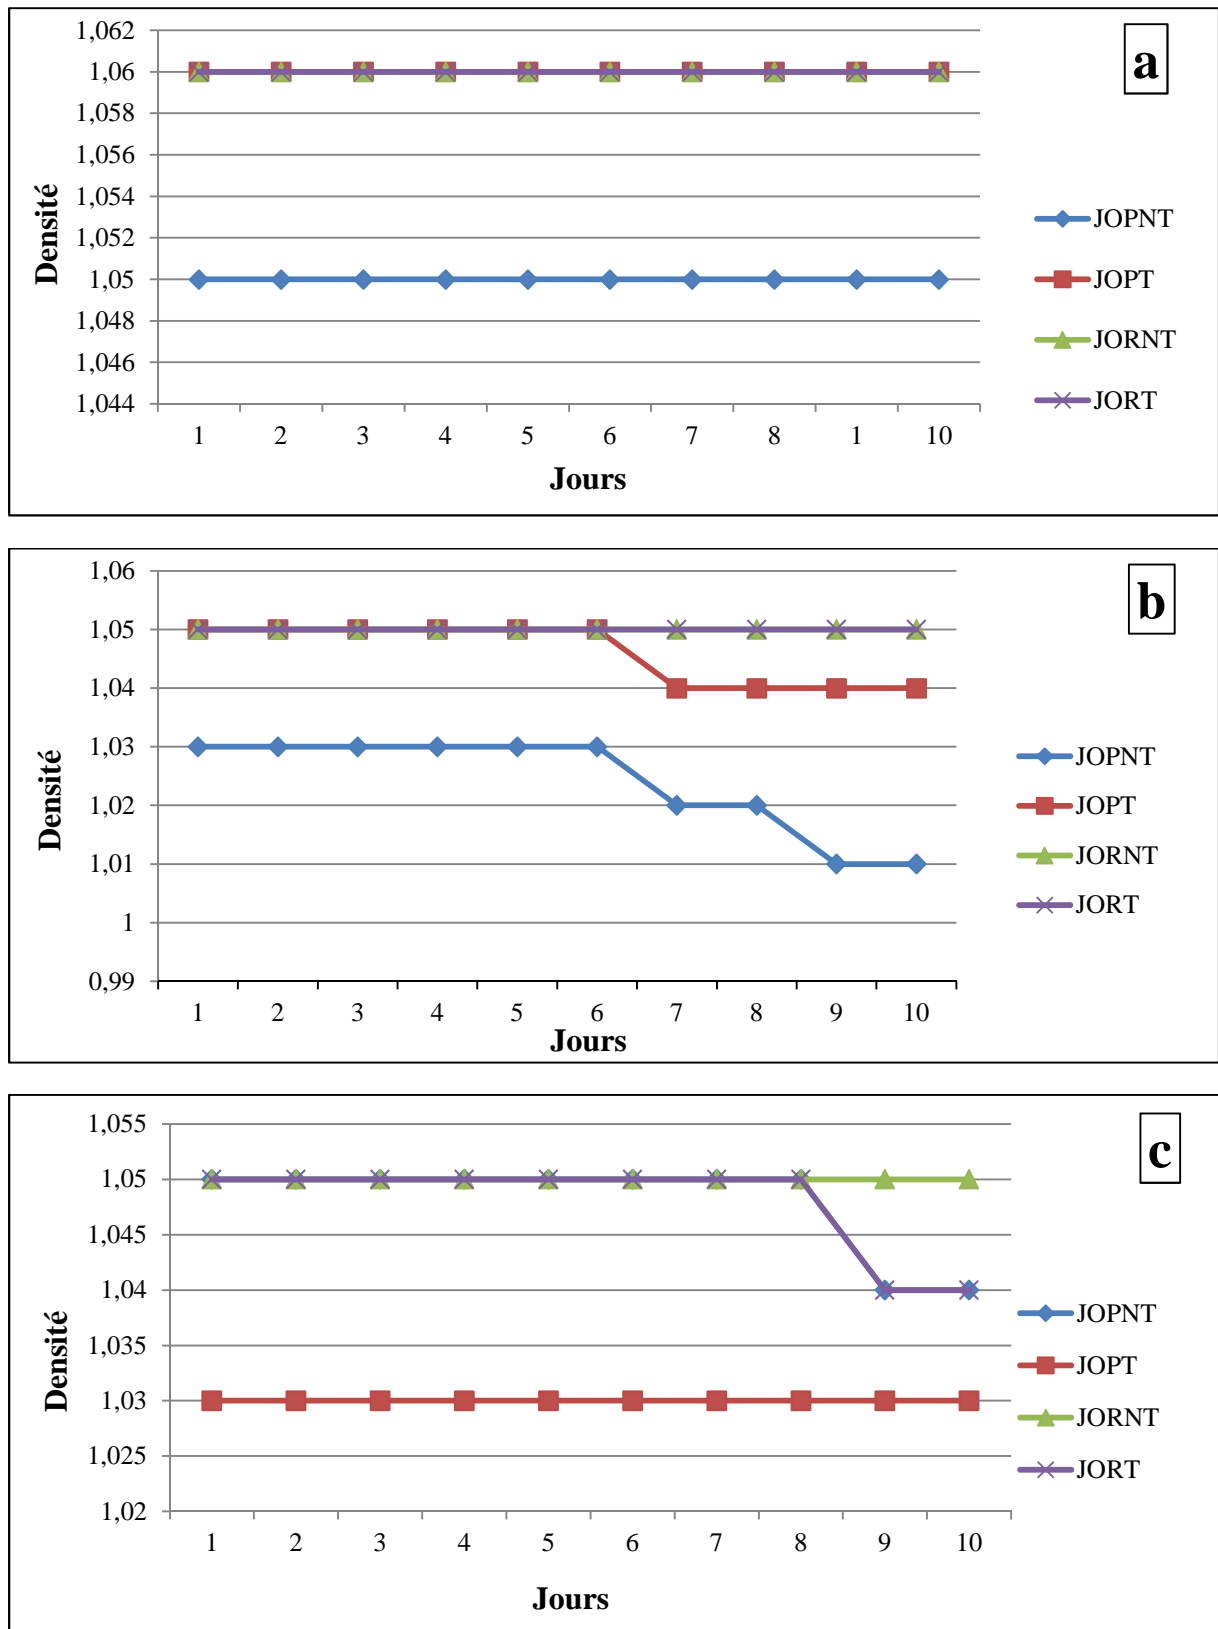 a
1,062
1,06
1,058
1,056
1,054
1,052
1,05
1,048
1,046
1,044
Densité
1 2 3 4 5 6 7 8 1 10
Jours
JOPNT
JOPT
JORNT
JORT
b
1,06
1,05
1,04
1,03
1,02
1,01
1
0,99
Densité
1 2 3 4 5 6 7 8 9 10
Jours
JOPNT
JOPT
JORNT
JORT
c
1,055
1,05
1,045
1,04
1,035
1,03
1,025
1,02
Densité
1 2 3 4 5 6 7 8 9 10
Jours
JOPNT
JOPT
JORNT
JORT